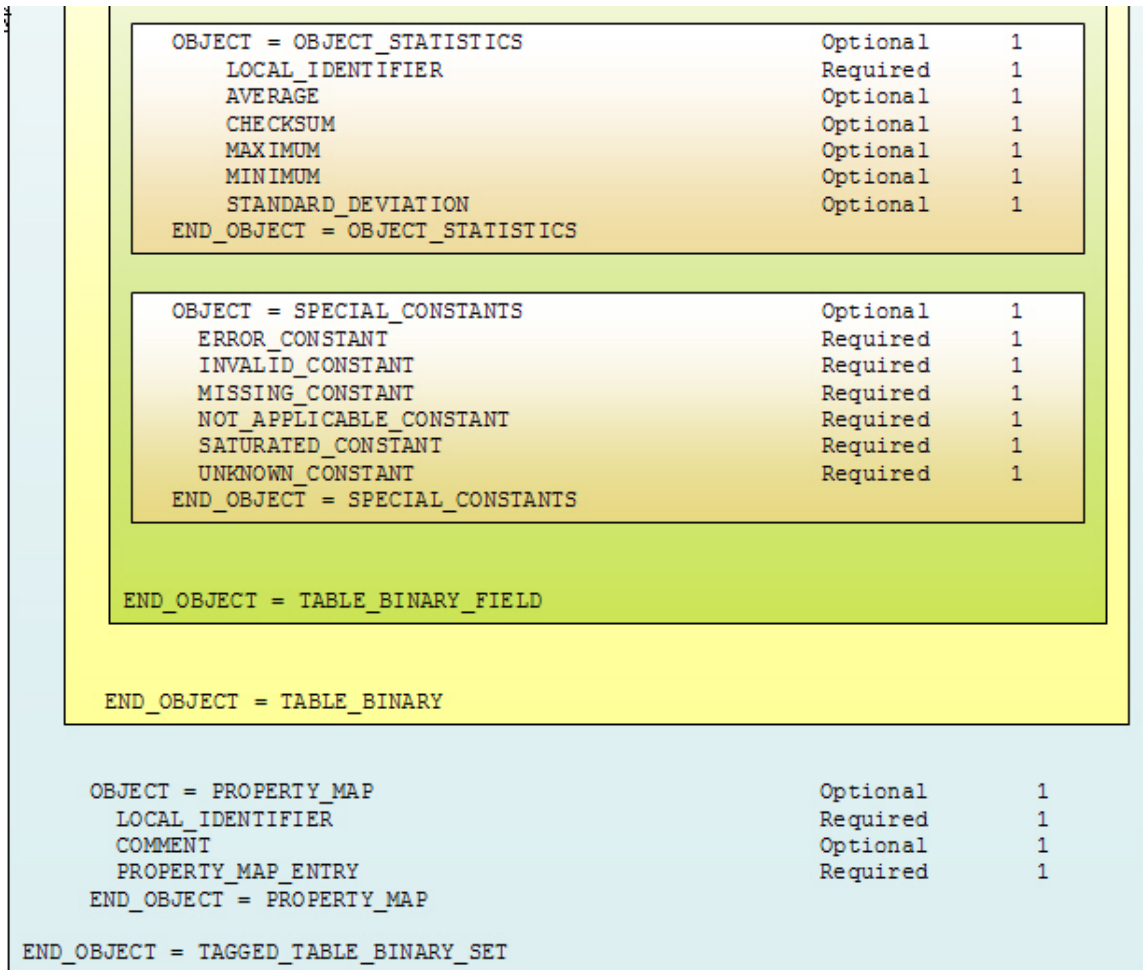 OBJECT = OBJECT_STATISTICS Optional 1
LOCAL_IDENTIFIER Required 1
AVERAGE Optional 1
CHECKSUM Optional 1
MAXIMUM Optional 1
MINIMUM Optional 1
STANDARD_DEVIATION Optional 1
END_OBJECT = OBJECT_STATISTICS
OBJECT = SPECIAL_CONSTANTS Optional 1
ERROR_CONSTANT Required 1
INVALID_CONSTANT Required 1
MISSING_CONSTANT Required 1
NOT_APPLICABLE_CONSTANT Required 1
SATURATED_CONSTANT Required 1
UNKNOWN_CONSTANT Required 1
END_OBJECT = SPECIAL_CONSTANTS
END_OBJECT = TABLE_BINARY_FIELD
END_OBJECT = TABLE_BINARY
OBJECT = PROPERTY_MAP Optional 1
LOCAL_IDENTIFIER Required 1
COMMENT Optional 1
PROPERTY_MAP_ENTRY Required 1
END_OBJECT = PROPERTY_MAP
END_OBJECT = TAGGED_TABLE_BINARY_SET